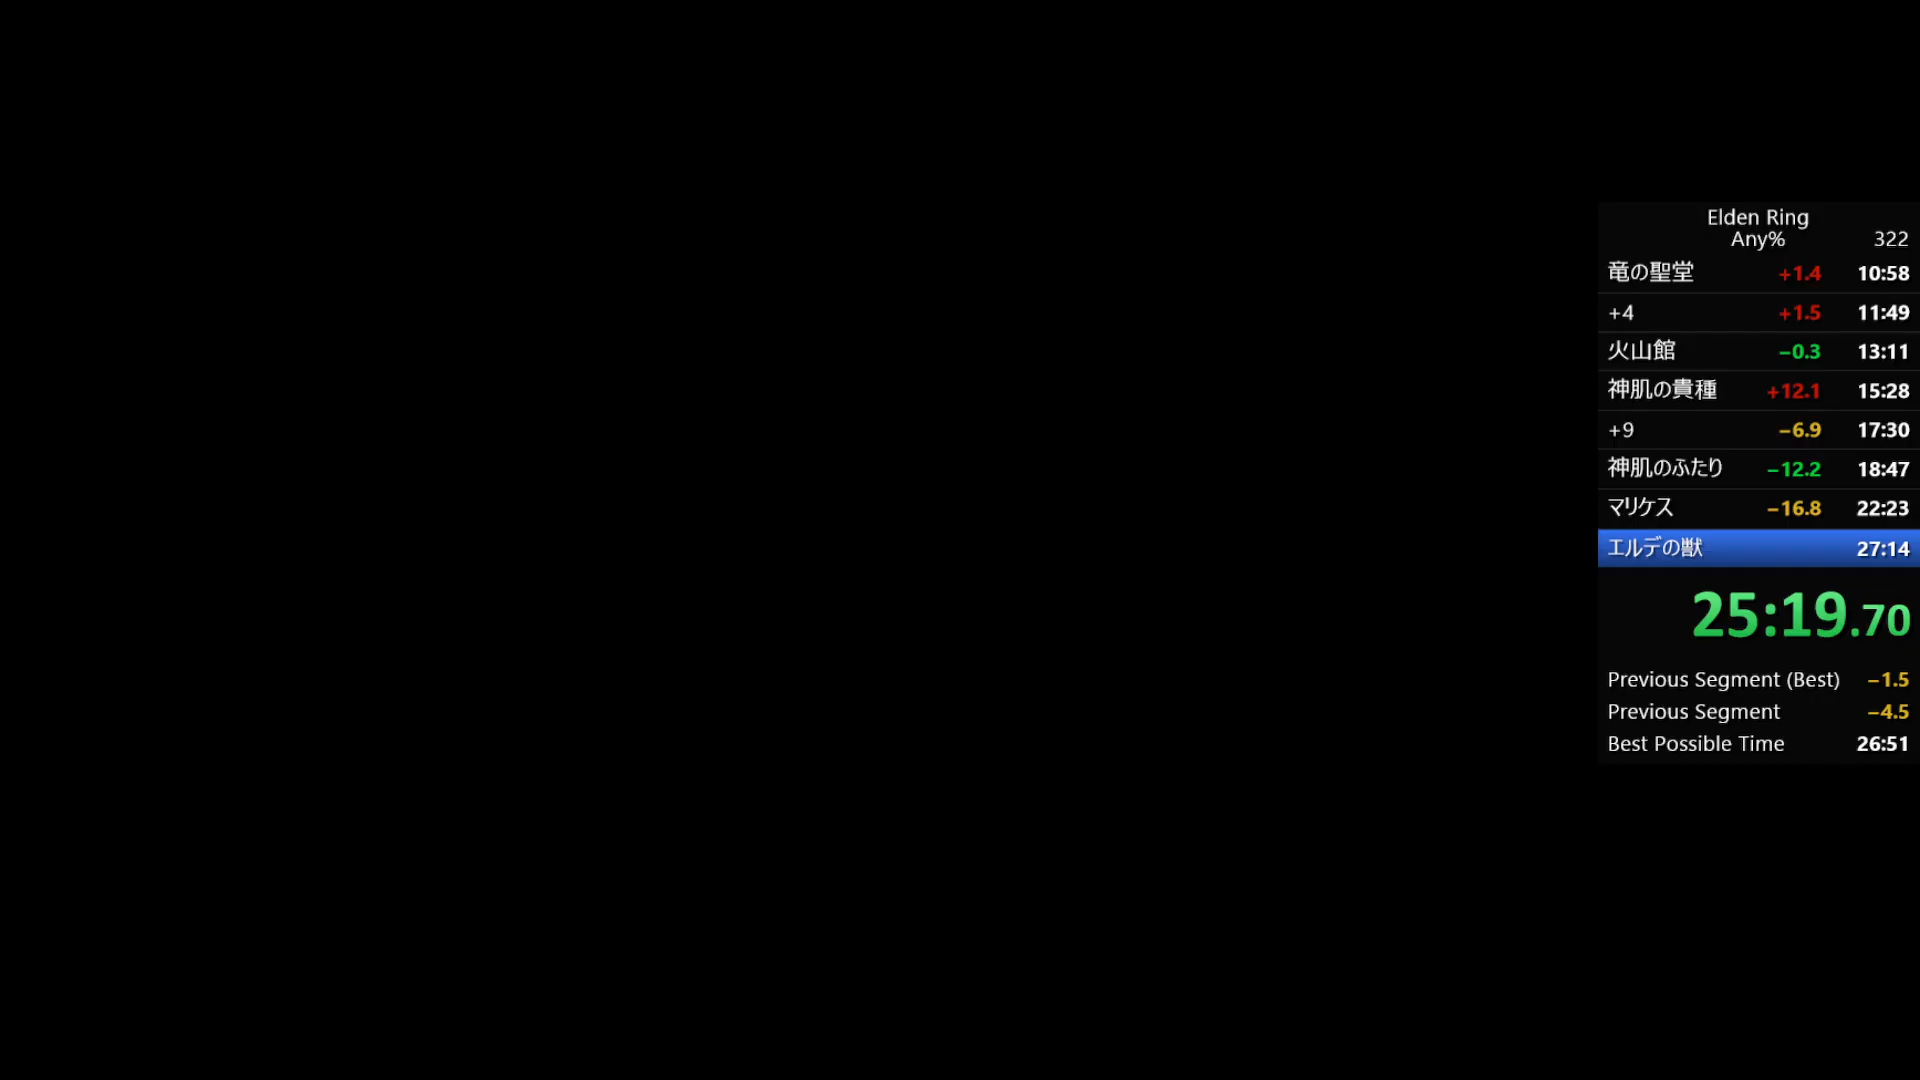 Elden Ring
Any% 322
竜の聖堂 +1.4 10:58
+4 +1.5 11:49
火山館 −0.3 13:11
神肌の貴種 +12.1 15:28
+9 −6.9 17:30
神肌のふたり −12.2 18:47
マリケス −16.8 22:23
エルデの獣 27:14
25:19.70
Previous Segment (Best) −1.5
Previous Segment −4.5
Best Possible Time 26:51